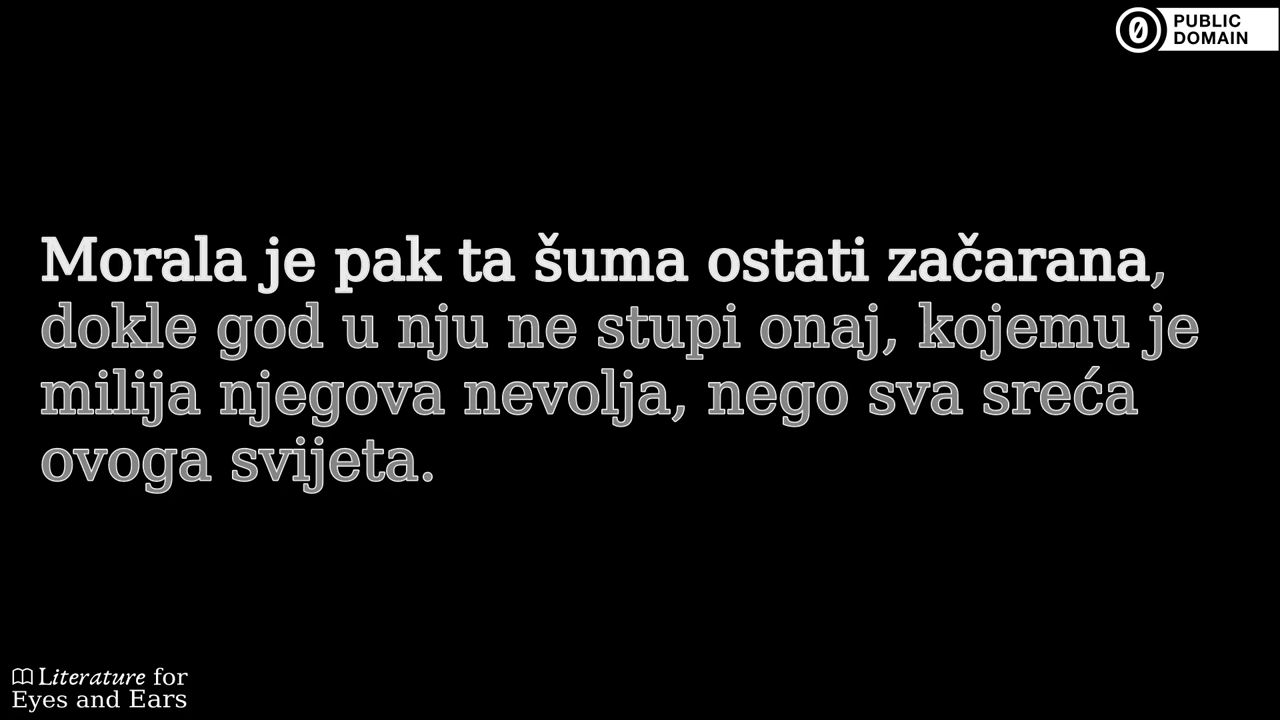 PUBLIC
DOMAIN
Morala je pak ta šuma ostati začarana,
dokle god u nju ne stupi onaj, kojemu je
milija njegova nevolja, nego sva sreća
ovoga svijeta.
Literature for
Eyes and Ears